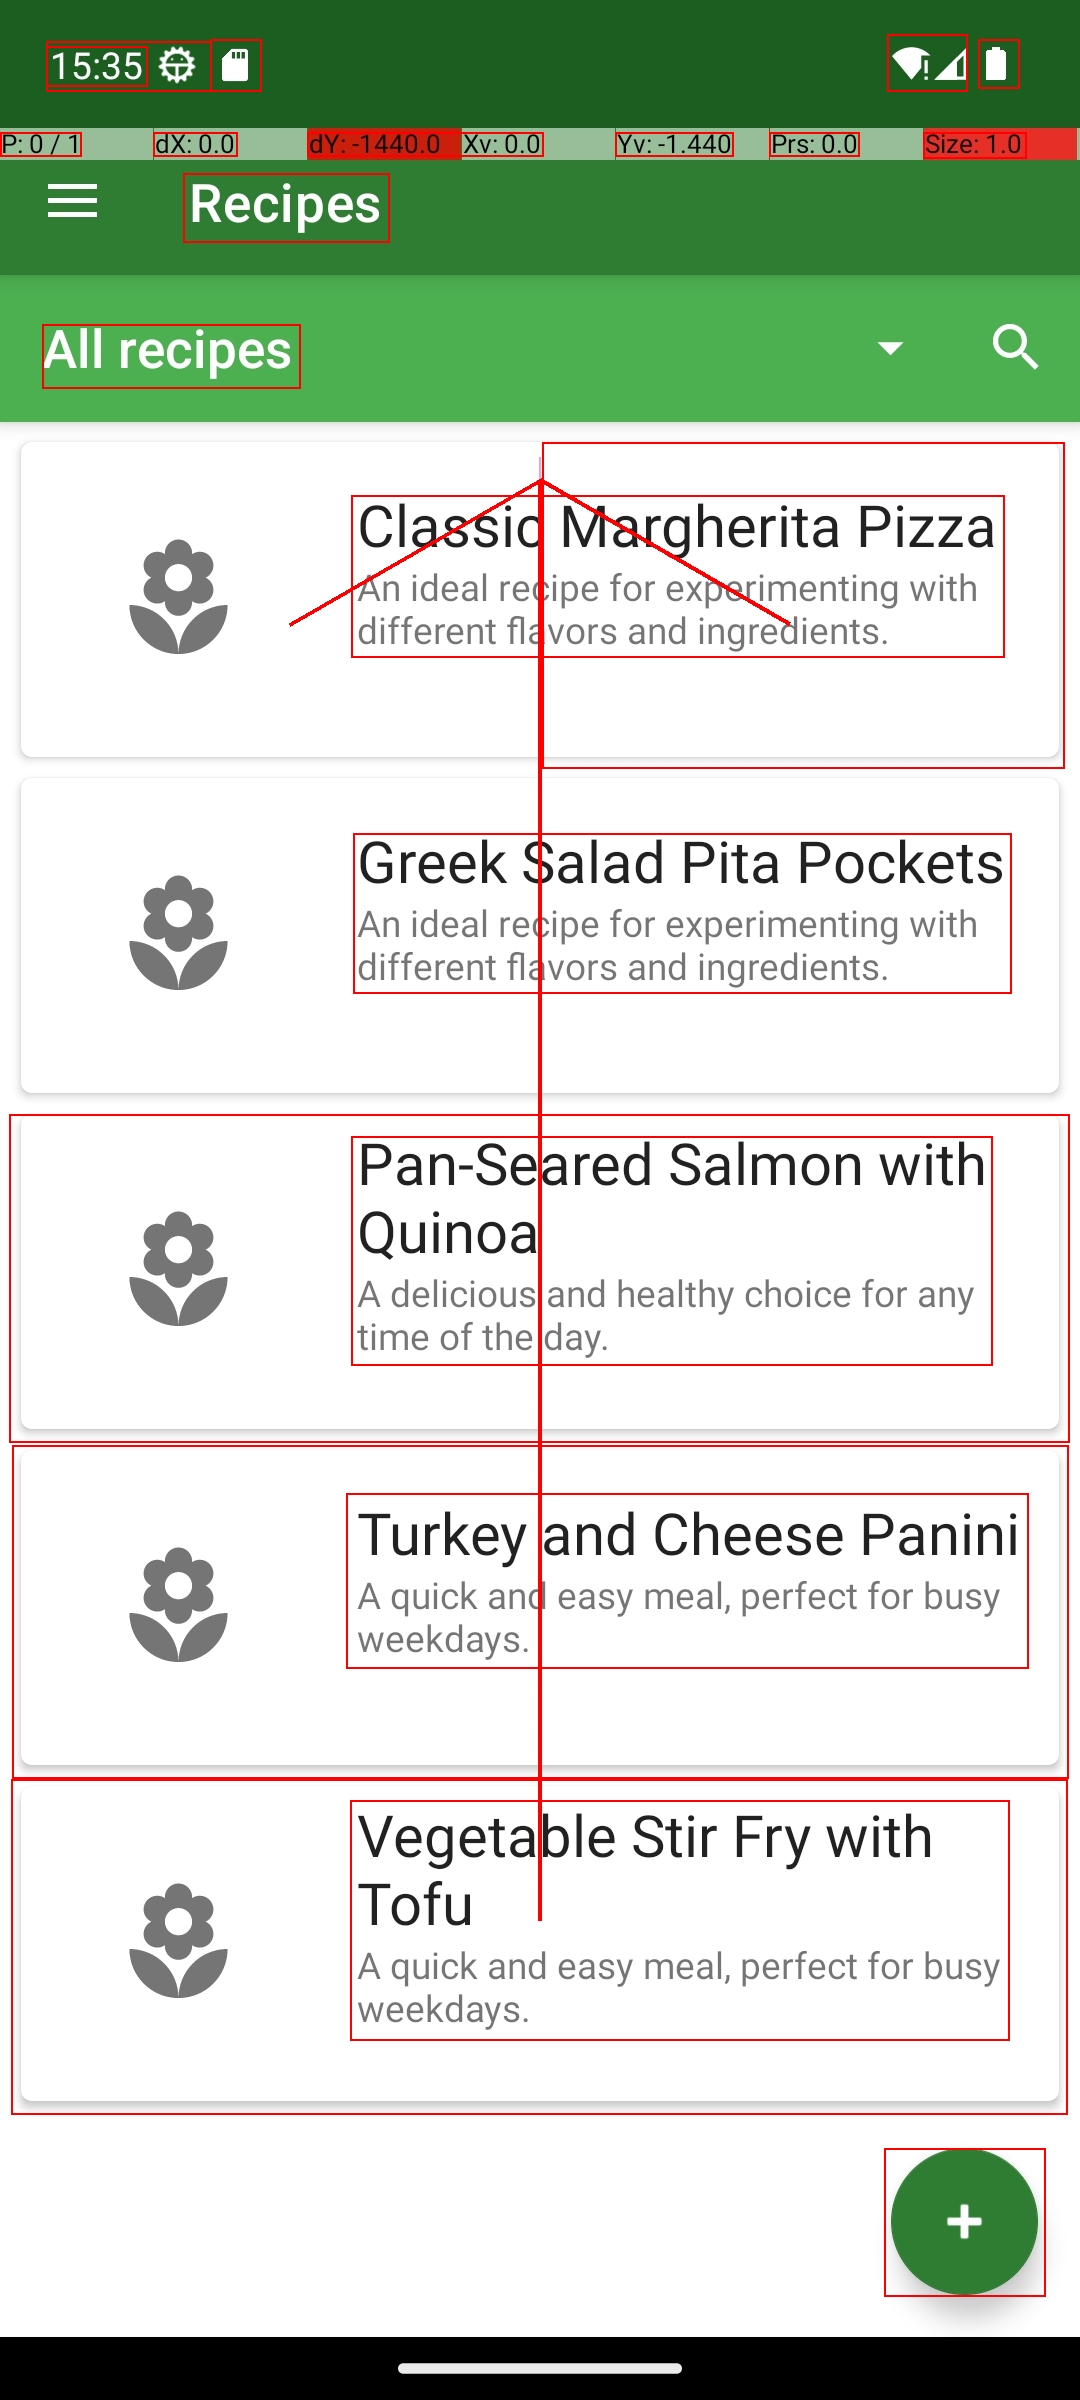 15:35
P: 0 / 1 dX: 0.0 dY: -1440.0 Xv: 0.0 Yv: -1.440 Prs: 0.0 Size: 1.0
Recipes
All recipes
Classic Margherita Pizza
An ideal recipe for experimenting with
different flavors and ingredients.
Greek Salad Pita Pockets
An ideal recipe for experimenting with
different flavors and ingredients.
Pan-Seared Salmon with
Quinoa
A delicious and healthy choice for any
time of the day.
Turkey and Cheese Panini
A quick and easy meal, perfect for busy
weekdays.
Vegetable Stir Fry with
Tofu
A quick and easy meal, perfect for busy
weekdays.